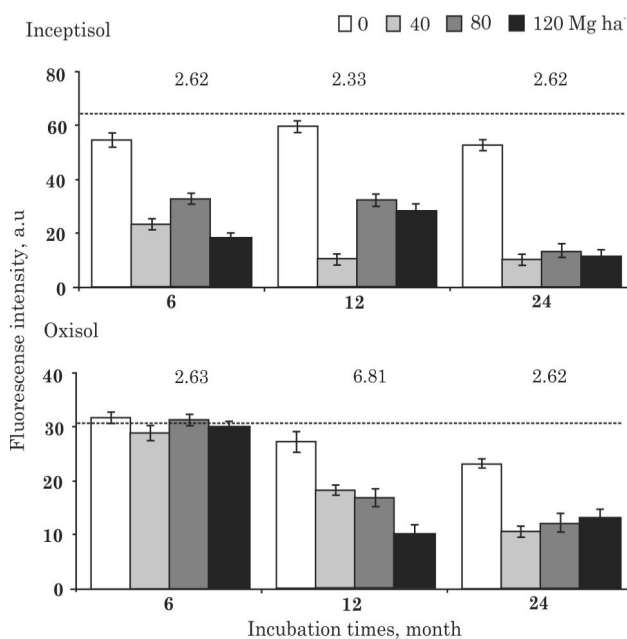 Inceptisol 0 40 80 120 Mg ha⁻
80 2.62 2.33 2.62
60
40
20
0
6 12 24
Oxisol
40 2.63 6.81 2.62
30
20
10
0
6 12 24
Incubation times, month
Fluorescense intensity, a.u